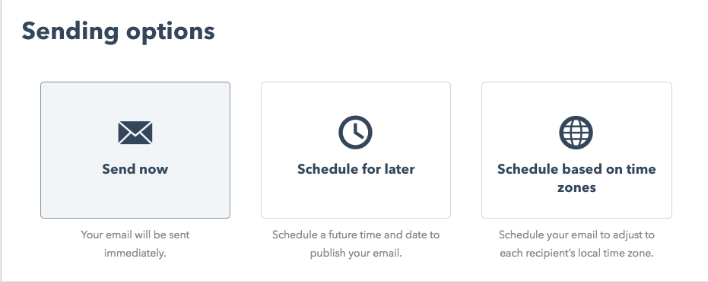 Sending options
Send now
Schedule for later
Schedule based on time
zones
Your email will be sent
immediately.
Schedule a future time and date to
publish your email.
Schedule your email to adjust to
each recipient's local time zone.